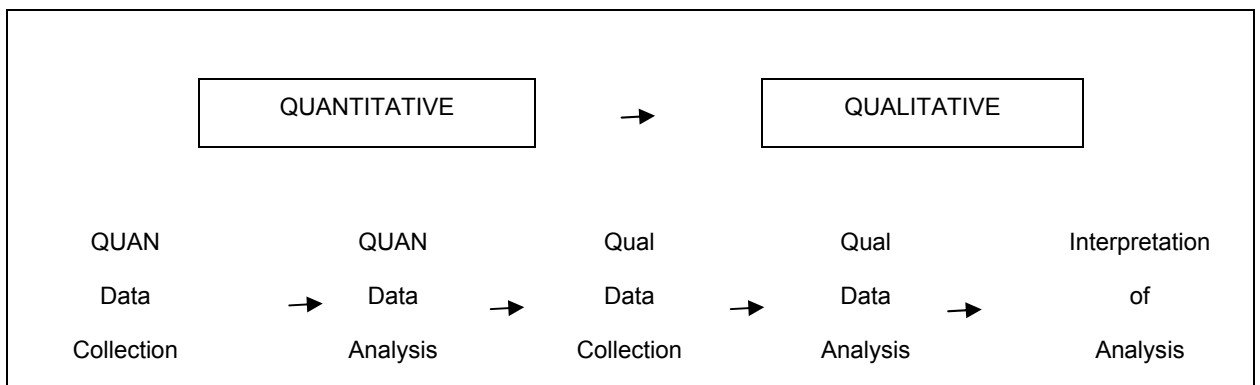 QUANTITATIVE
QUALITATIVE
QUAN
Data
Collection
QUAN
Data
Analysis
Qual
Data
Collection
Qual
Data
Analysis
Interpretation
of
Analysis